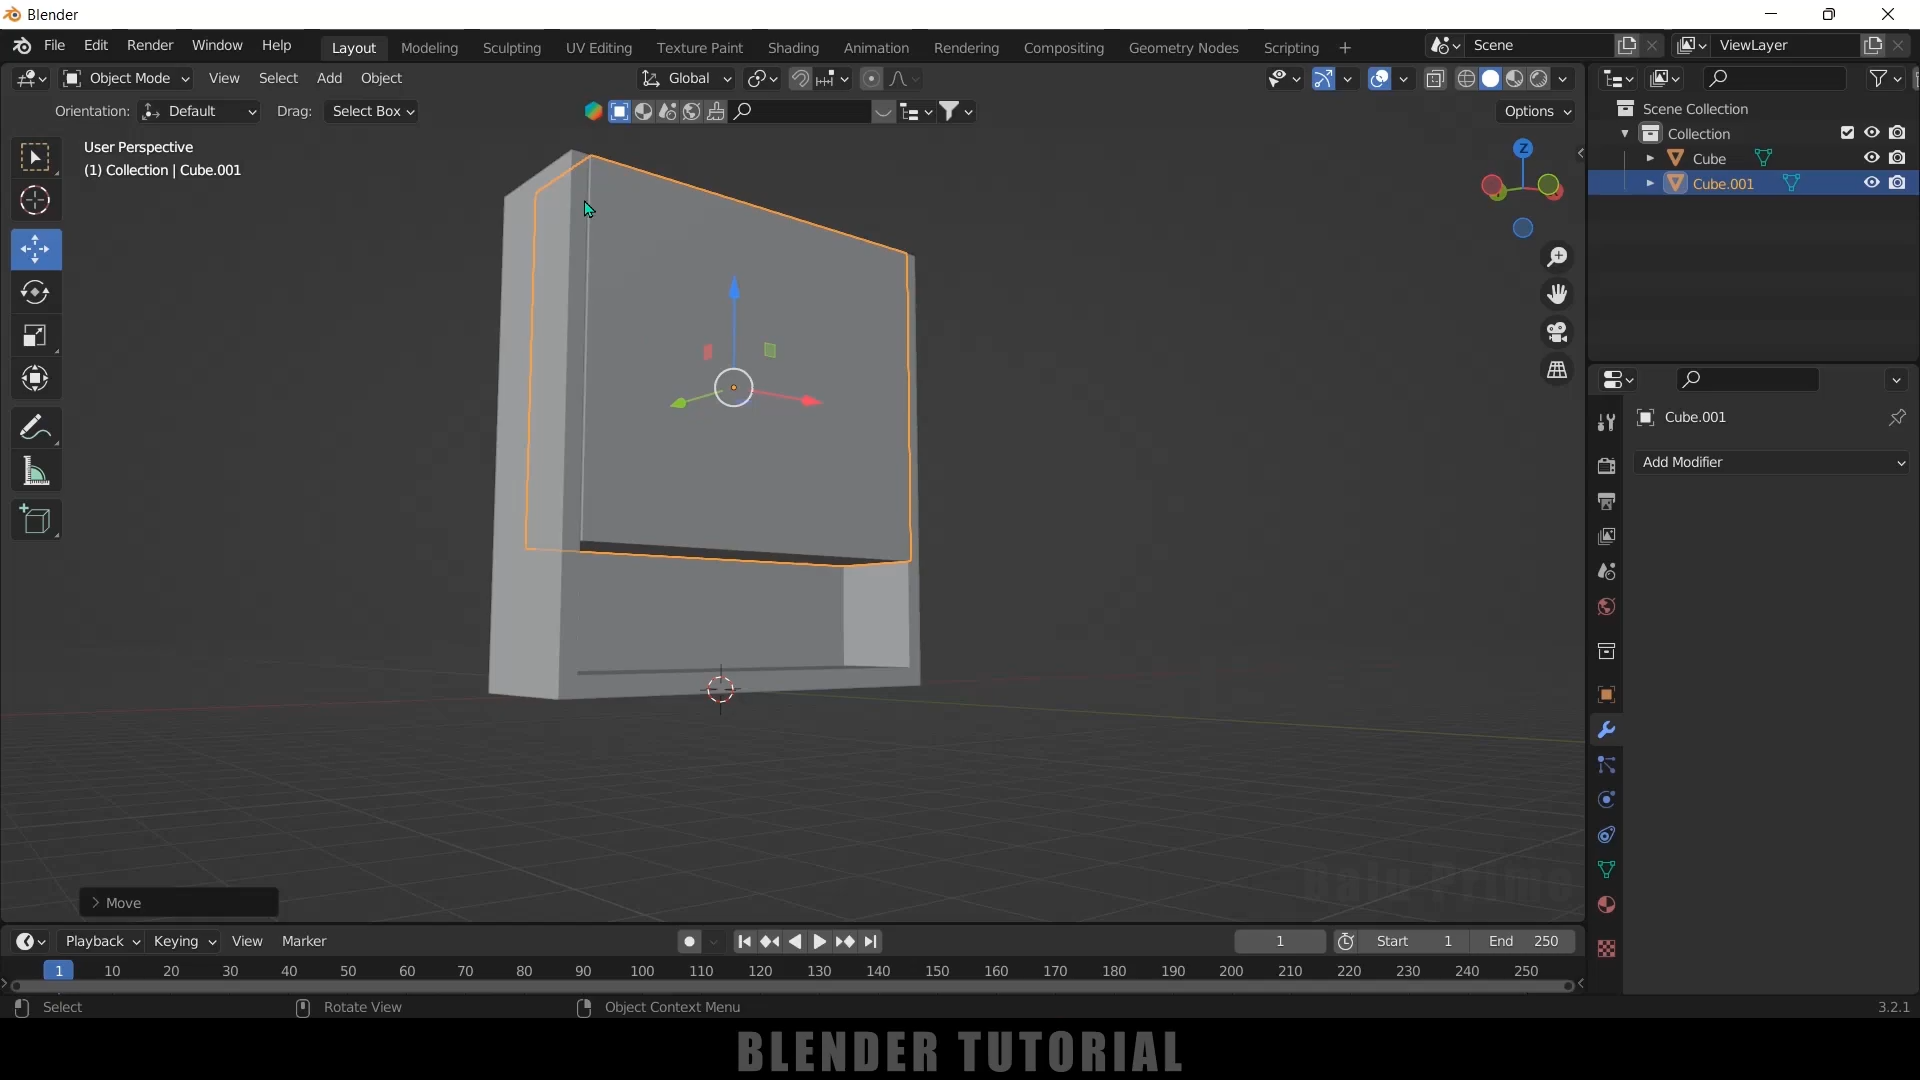 Blender
File Edit Render Window Help Layout Modeling Sculpting UV Editing Texture Paint Shading Animation Rendering Compositing Geometry Nodes Scripting + Scene ViewLayer
Object Mode View Select Add Object Global
Orientation: Default Drag: Select Box Options
User Perspective
(1) Collection | Cube.001
Z
Scene Collection
Collection
Cube
Cube.001
Cube.001
Add Modifier
Move
Balu Prime
Playback Keying View Marker 1 Start 1 End 250
1 10 20 30 40 50 60 70 80 90 100 110 120 130 140 150 160 170 180 190 200 210 220 230 240 250
Select Rotate View Object Context Menu 3.2.1
BLENDER TUTORIAL